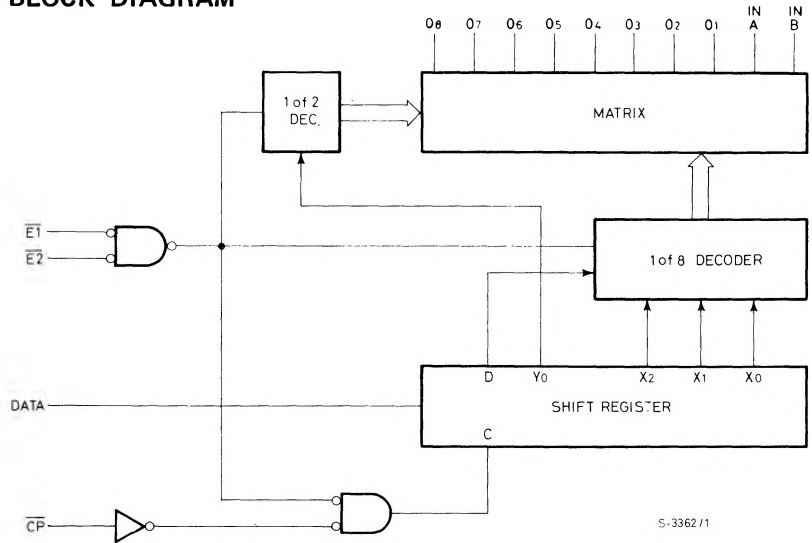 BLOCK DIAGRAM
O8 O7 O6 O5 O4 O3 O2 O1 IN A IN B
1 of 2 DEC.
MATRIX
E1
E2
1 of 8 DECODER
D Y0 X2 X1 X0
DATA
SHIFT REGISTER
C
CP
S-3362/1